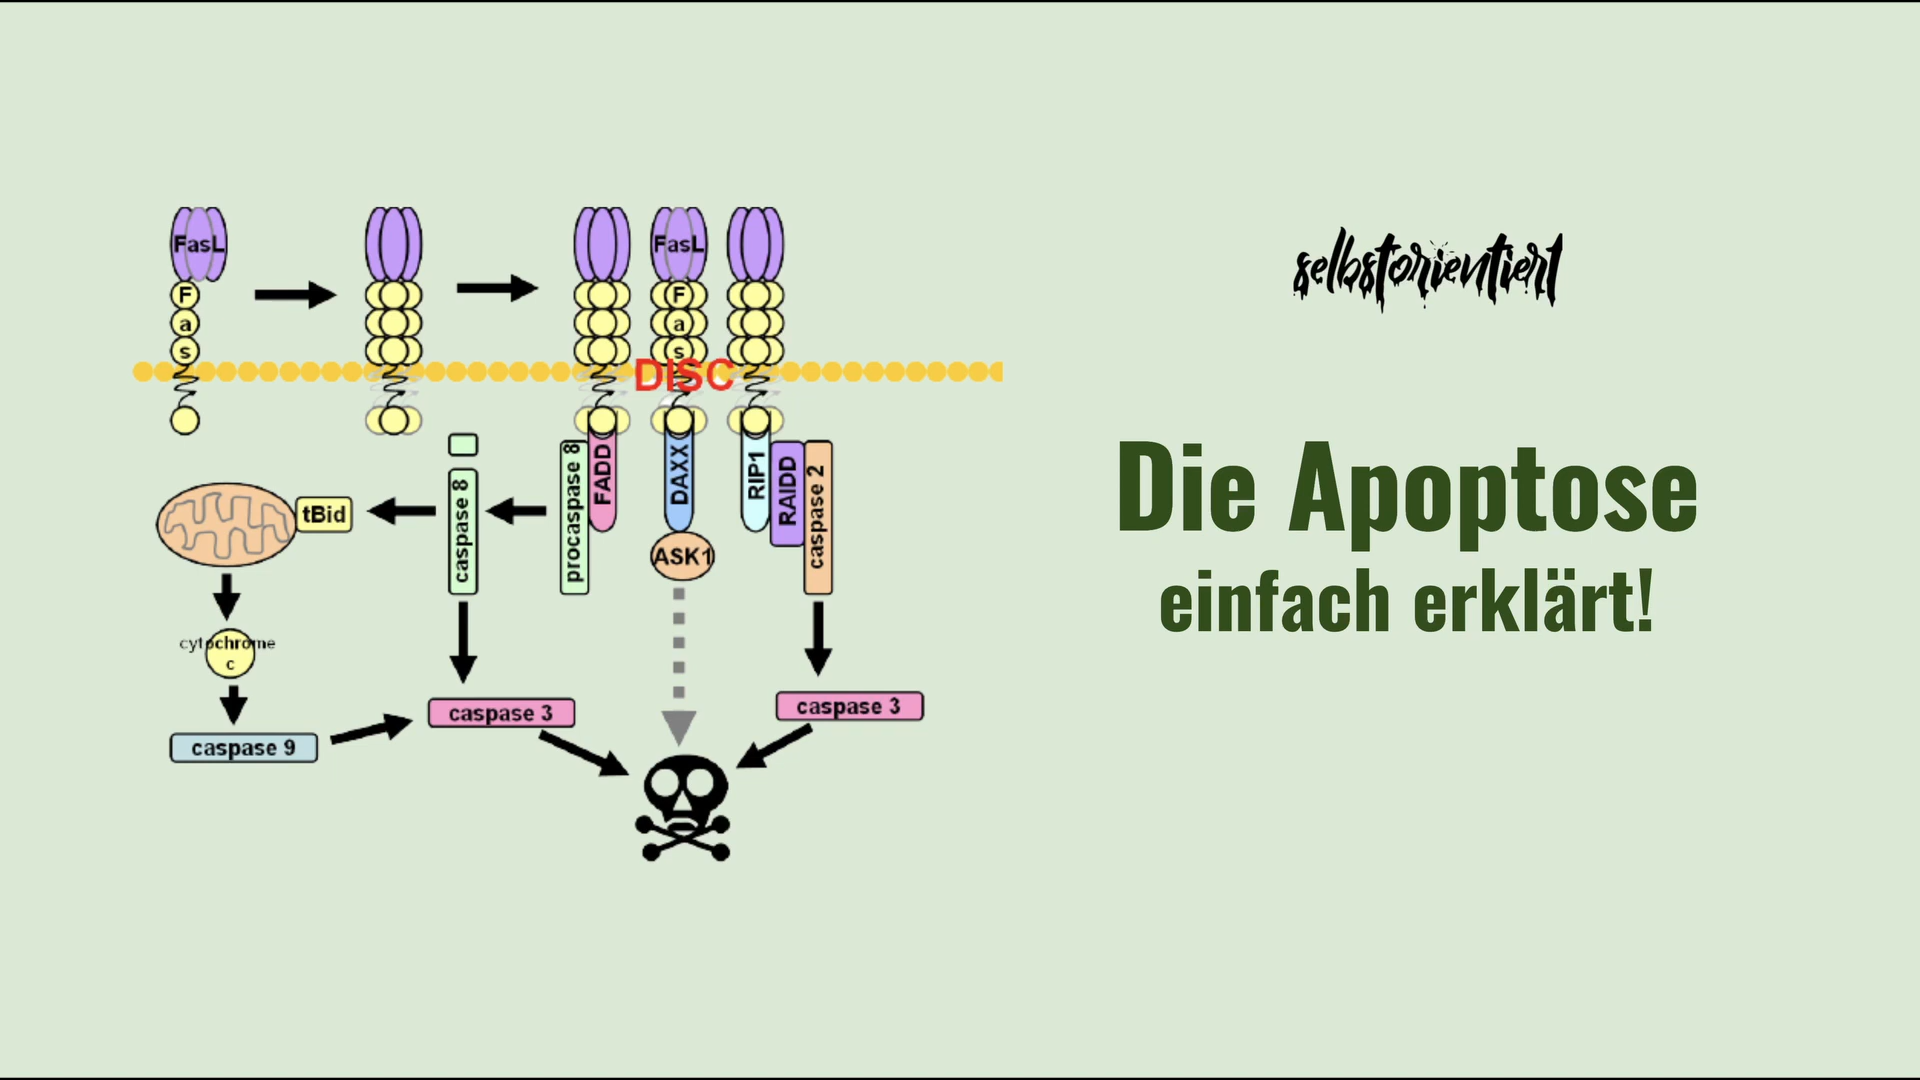 FasL
F
a
s
FasL
F
a
s
DISC
procaspase 8
FADD
DAXX
RIP1
RAIDD
caspase 2
caspase 8
tBid
ASK1
cytochrome
c
caspase 9
caspase 3
caspase 3
selbstorientiert
Die Apoptose
einfach erklärt!